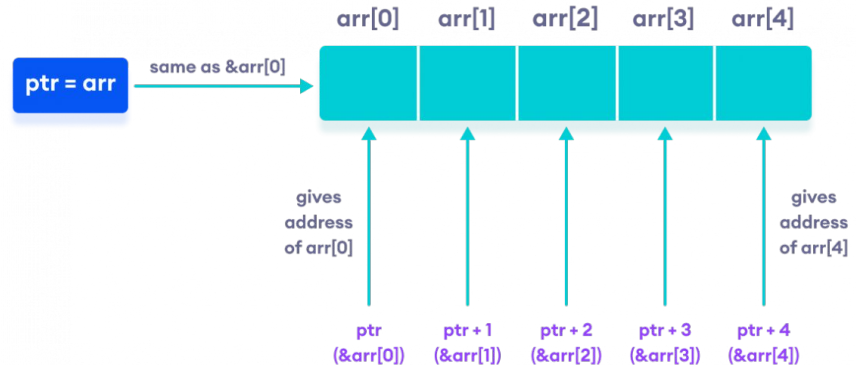 arr[0] arr[1] arr[2] arr[3] arr[4]
ptr = arr
same as &arr[0]
gives
address
of arr[0]
gives
address
of arr[4]
ptr
(&arr[0])
ptr + 1
(&arr[1])
ptr + 2
(&arr[2])
ptr + 3
(&arr[3])
ptr + 4
(&arr[4])